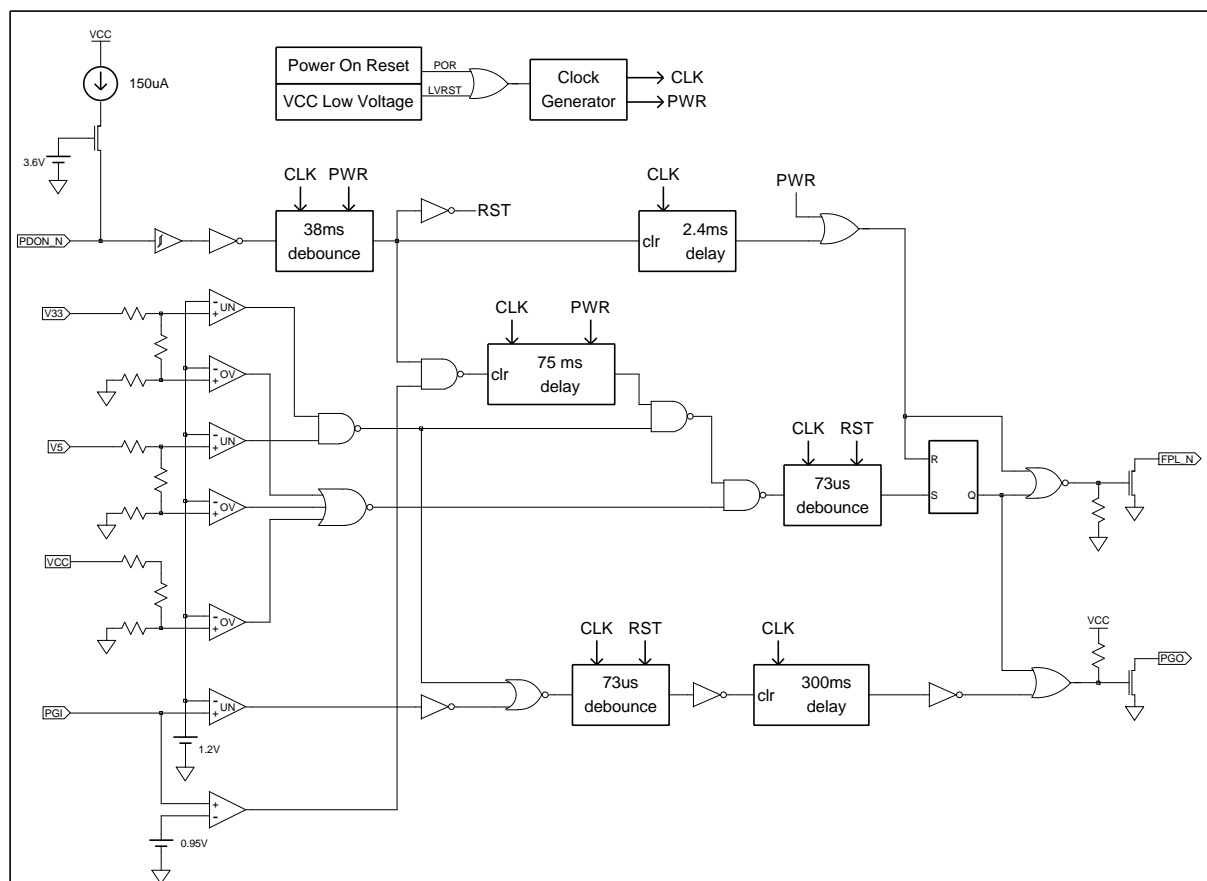 VCC
150uA
3.6V
Power On Reset
VCC Low Voltage
POR
LVRST
Clock
Generator
CLK
PWR
CLK PWR
CLK
PWR
PDON_N
38ms
debounce
RST
clr
2.4ms
delay
V33
- UN
+
- OV
+
CLK PWR
clr
75 ms
delay
V5
- UN
+
- OV
+
CLK RST
73us
debounce
R
S
Q
FPL_N
VCC
- OV
+
CLK RST
CLK
VCC
PGO
73us
debounce
clr
300ms
delay
PGI
- UN
+
1.2V
+
-
0.95V